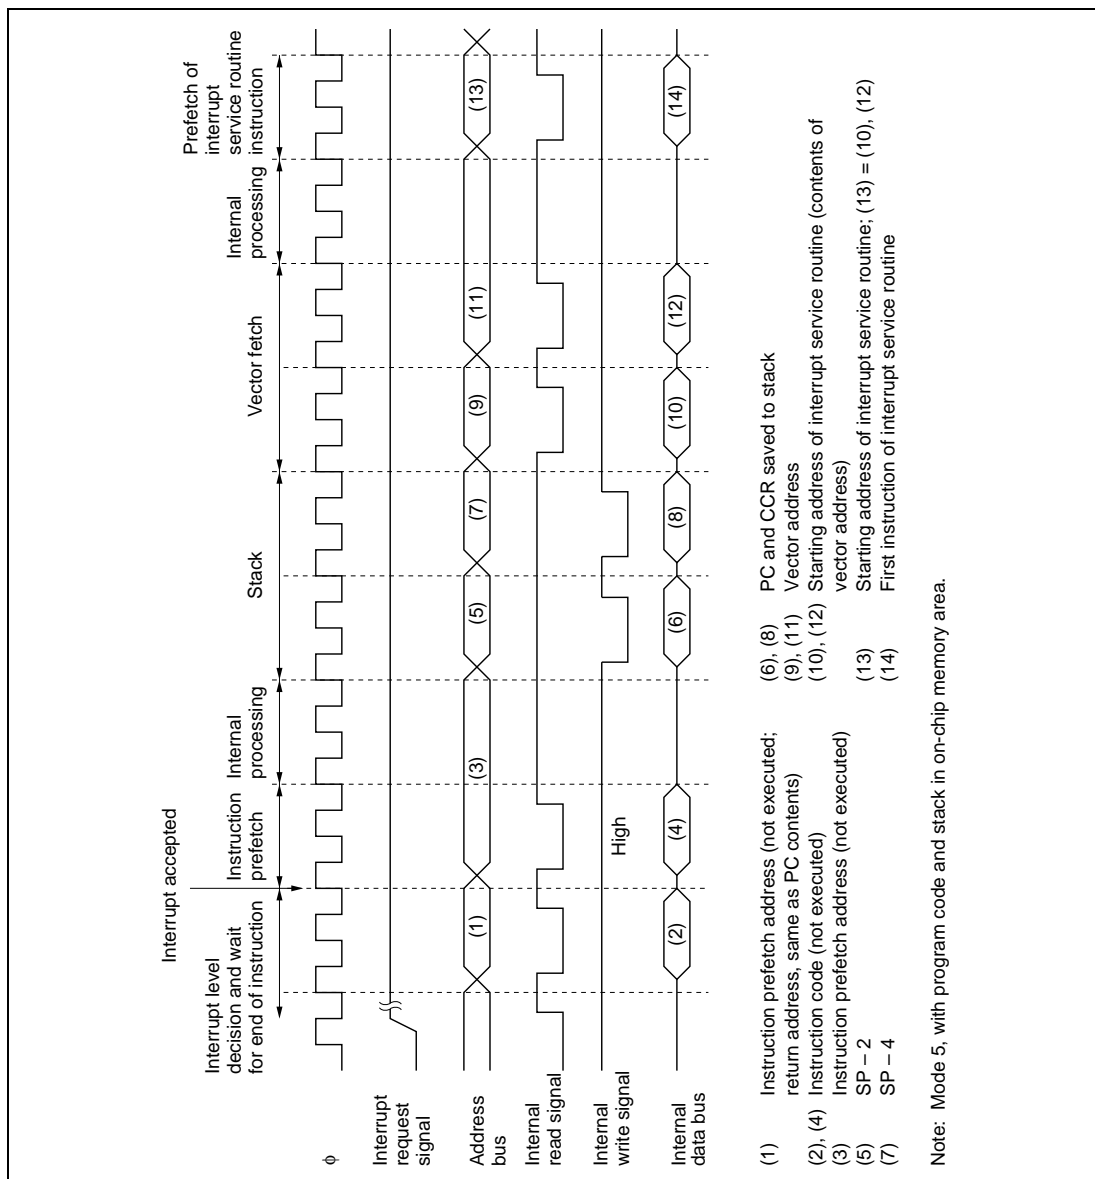 Interrupt accepted
Interrupt level
decision and wait
for end of instruction
Instruction
prefetch
Internal
processing
Stack
Vector fetch
Internal
processing
Prefetch of
interrupt
service routine
instruction
φ
Interrupt
request
signal
Address
bus
(1)
(3)
(5)
(7)
(9)
(11)
(13)
Internal
read signal
Internal
write signal
High
Internal
data bus
(2)
(4)
(6)
(8)
(10)
(12)
(14)
(1) Instruction prefetch address (not executed;
return address, same as PC contents)
(2), (4) Instruction code (not executed)
(3) Instruction prefetch address (not executed)
(5) SP – 2
(7) SP – 4
(6), (8) PC and CCR saved to stack
(9), (11) Vector address
(10), (12) Starting address of interrupt service routine (contents of
vector address)
(13) Starting address of interrupt service routine; (13) = (10), (12)
(14) First instruction of interrupt service routine
Note: Mode 5, with program code and stack in on-chip memory area.